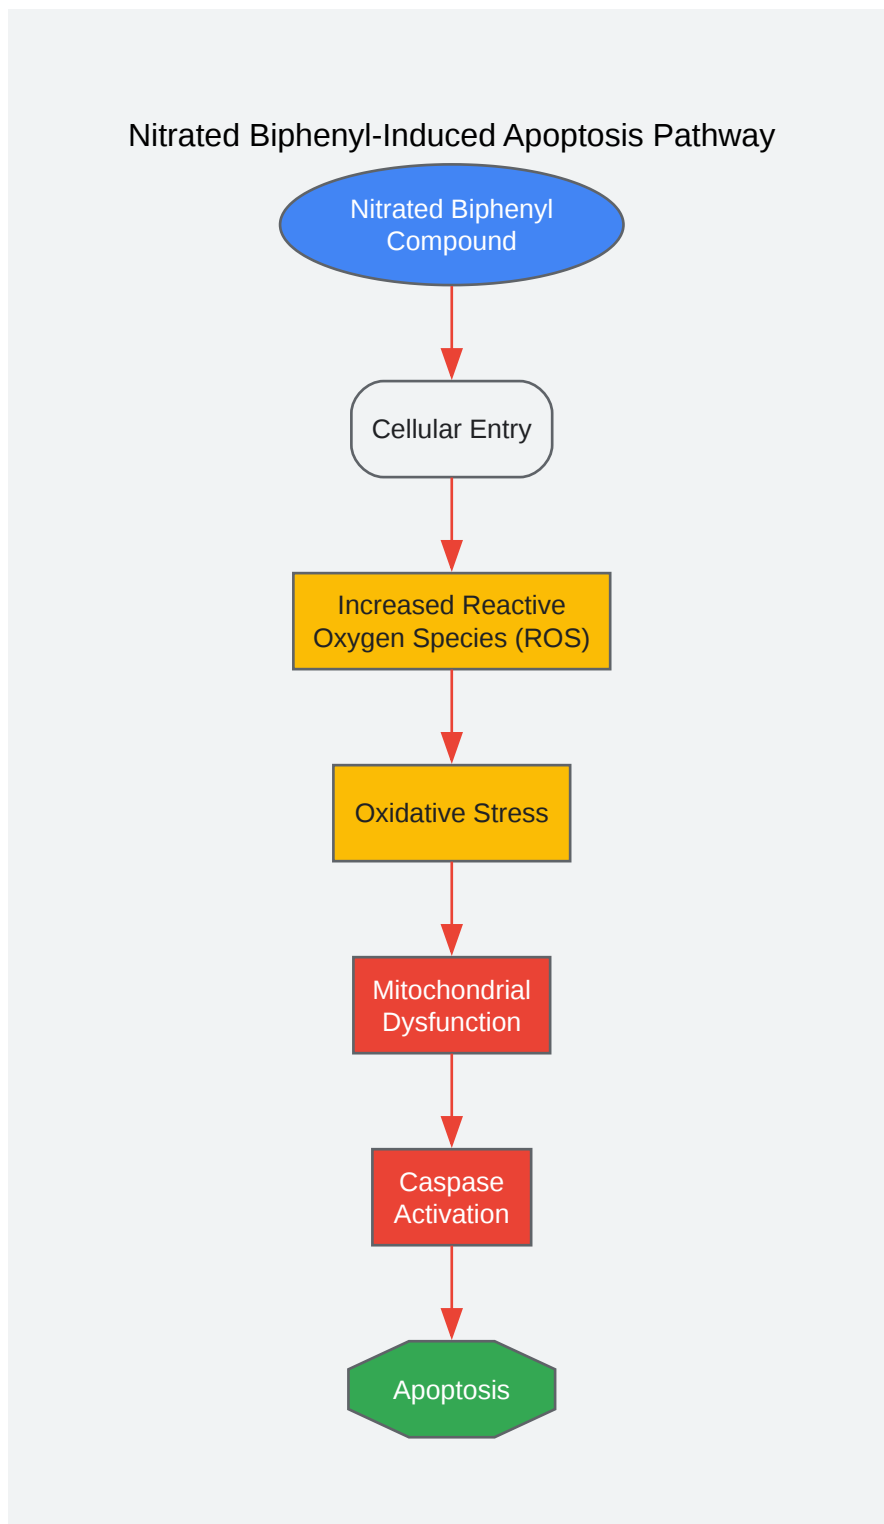 Nitrated Biphenyl-Induced Apoptosis Pathway
Nitrated Biphenyl
Compound
Cellular Entry
Increased Reactive
Oxygen Species (ROS)
Oxidative Stress
Mitochondrial
Dysfunction
Caspase
Activation
Apoptosis